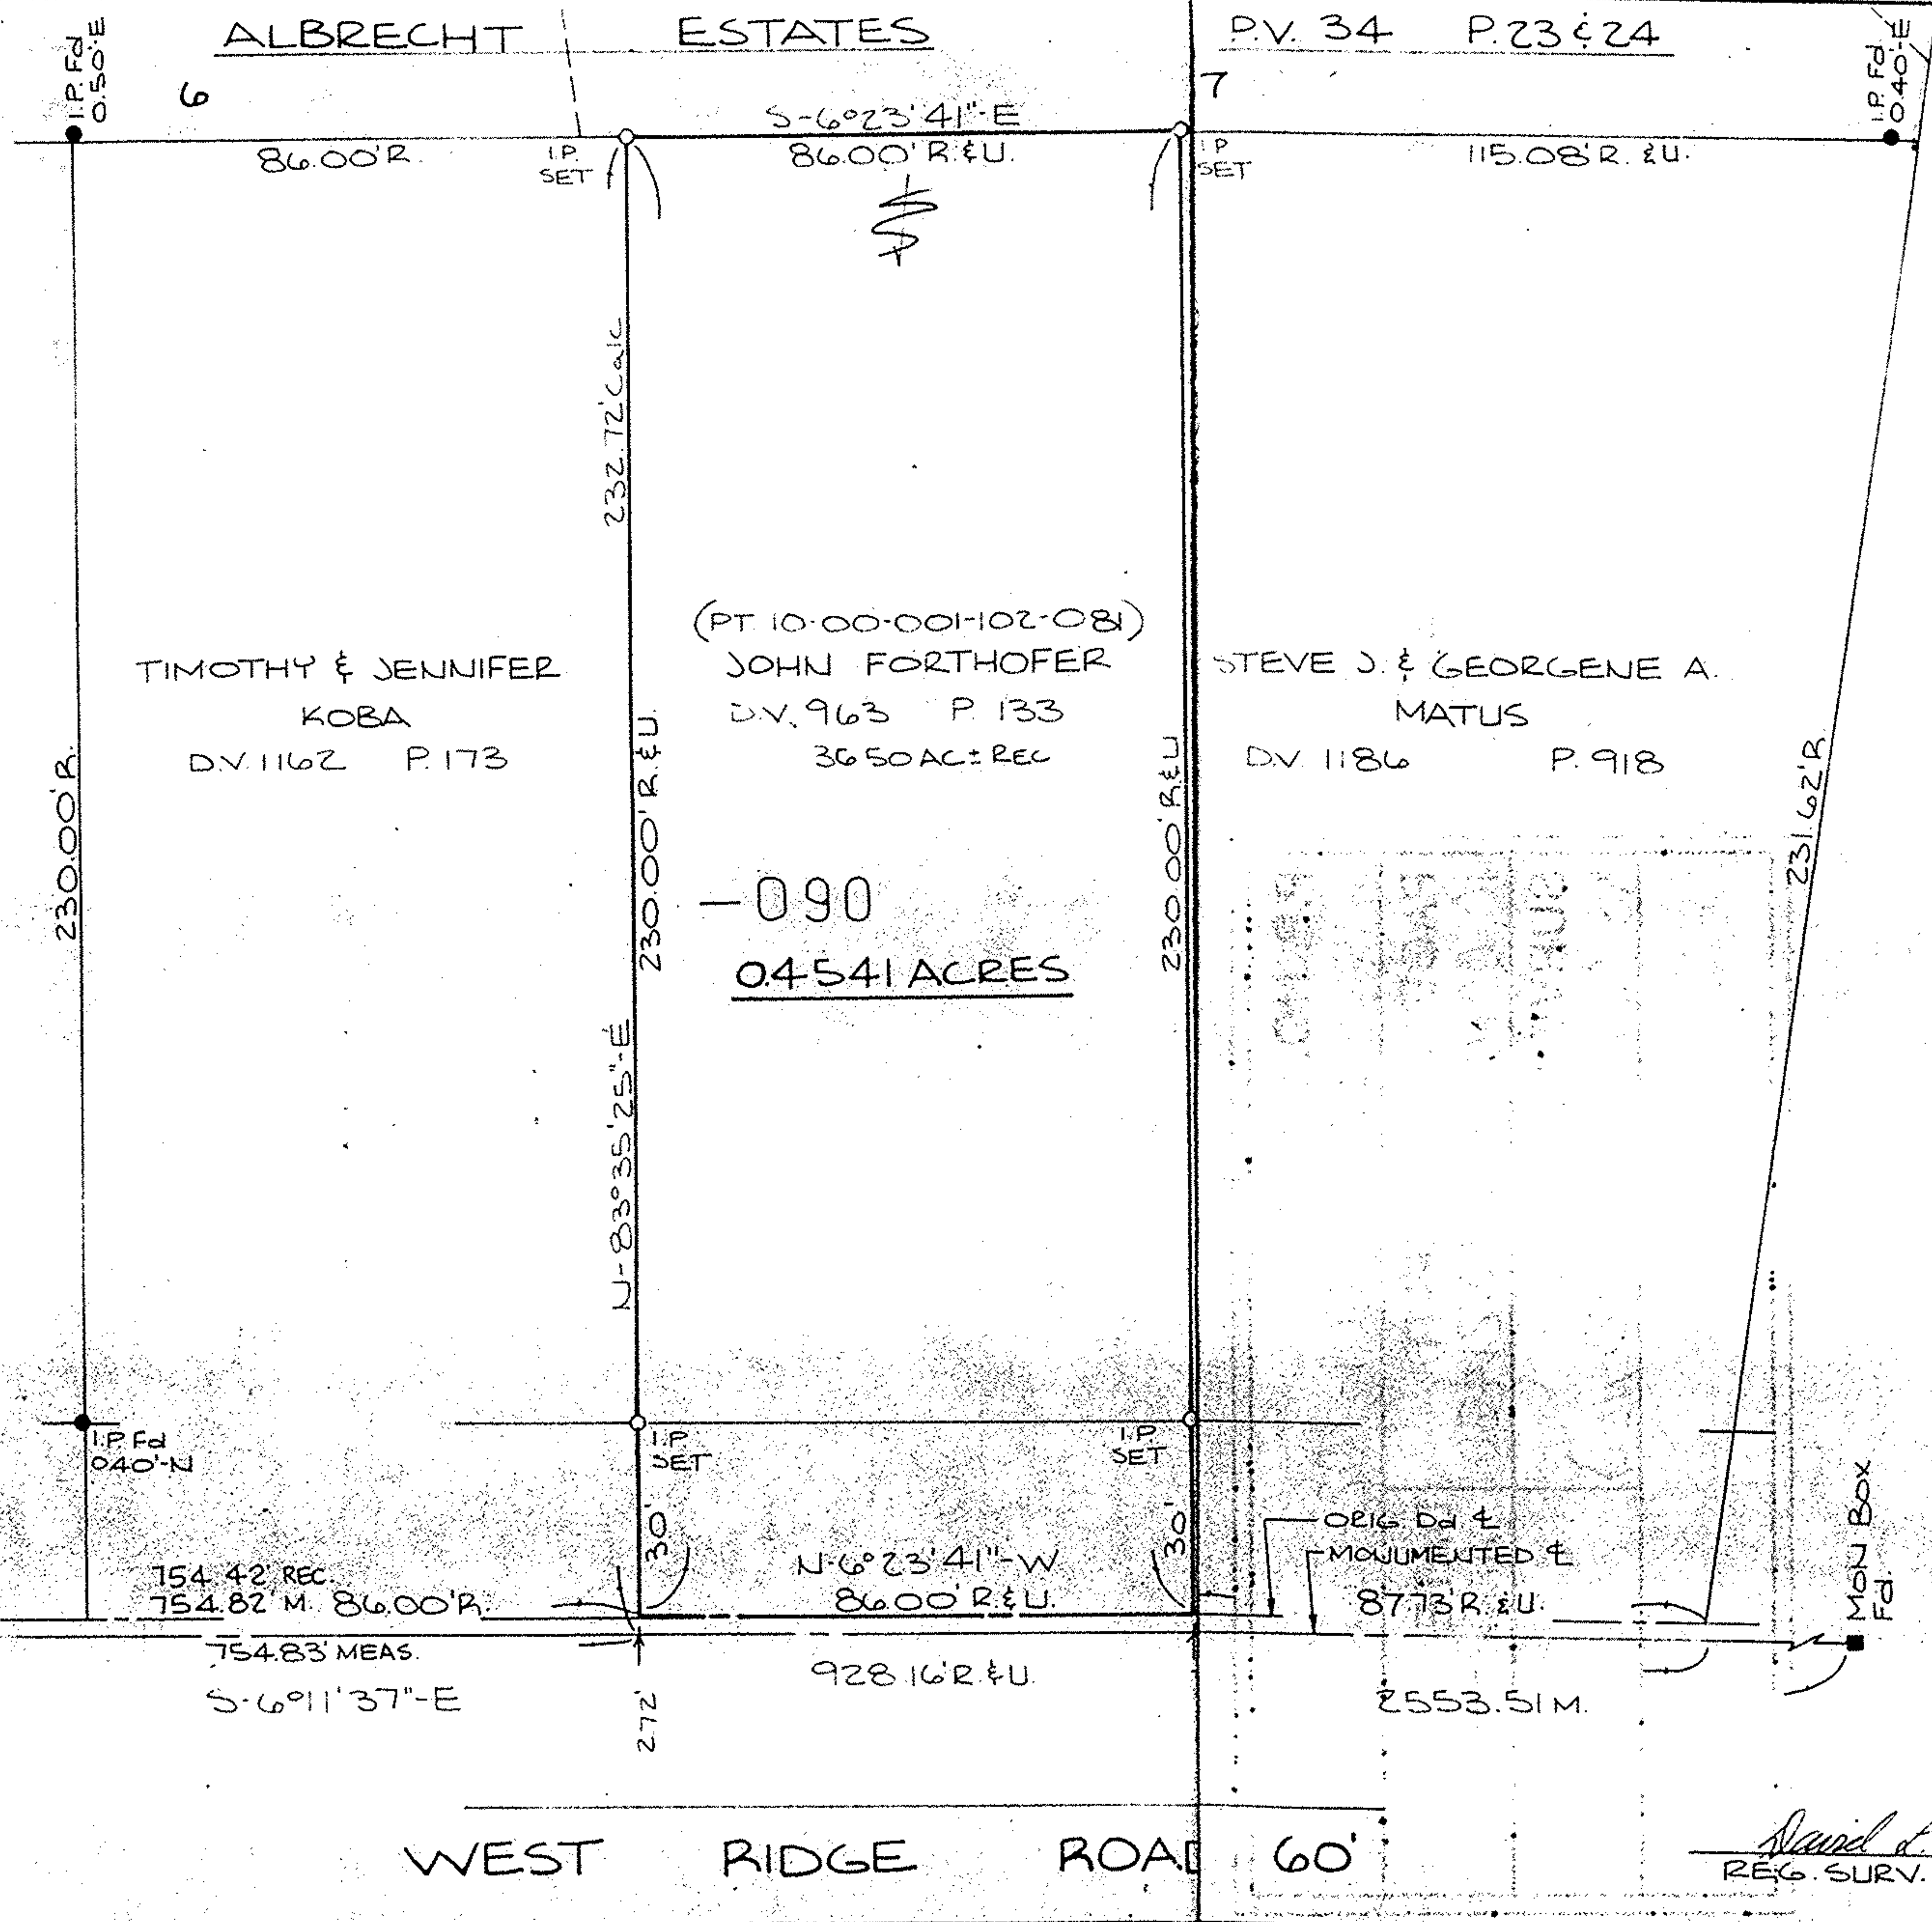 ALBRECHT ESTATES P.V. 34 P. 23 & 24
I.P. Fd
0.50'-E
6
7
I.P. Fd
0.40'-E
S-6°23'41"-E
86.00'R.
I.P.
SET
86.00' R.&U.
I.P
SET
115.08' R. &U.
232.72' Calc
(PT. 10-00-001-102-081)
TIMOTHY & JENNIFER
KOBA
D.V. 1162 P. 173
JOHN FORTHOFER
D.V. 963 P. 133
36 50 AC± REC
STEVE J. & GEORGENE A.
MATUS
D.V. 1186 P. 918
230.00' R.
230.00' R.&U.
230.00' R.&U
231.62' R.
-090
0.4541 ACRES
N-83°35'25"-E
I.P. Fd
0.40'-N
I.P.
SET
I.P.
SET
30'
30'
ORIG Dd ℄
MONUMENTED ℄
MON BOX
Fd.
754.42' REC.
754.82' M. 86.00'R.
N-6°23'41"-W
86.00' R.&U.
87.73' R. &U.
754.83' MEAS.
S-6°11'37"-E
2.72'
928.16' R.&U.
2553.51 M.
WEST RIDGE ROAD 60'
David L.
REG. SURV.